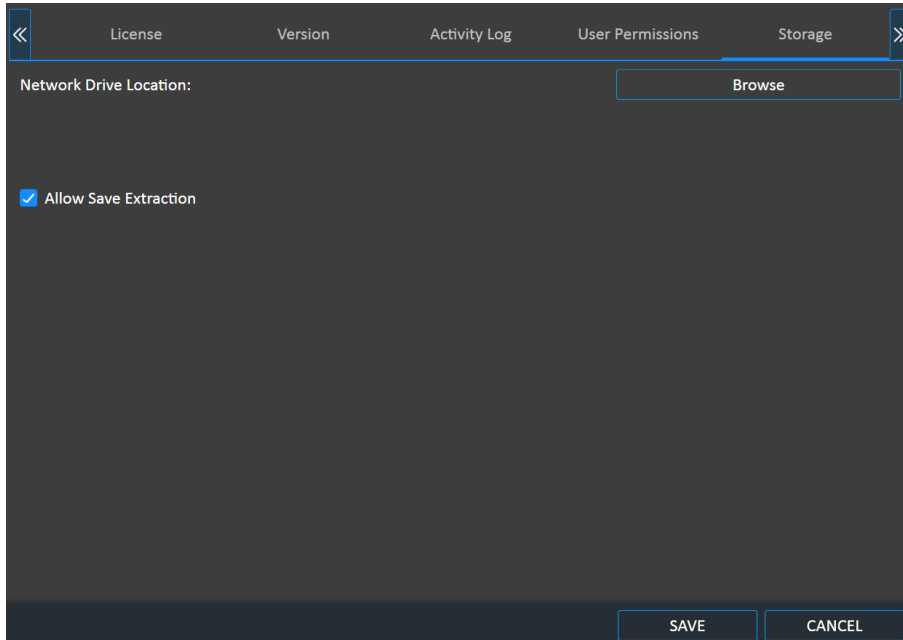 License Version Activity Log User Permissions Storage
Network Drive Location: Browse
Allow Save Extraction
SAVE CANCEL